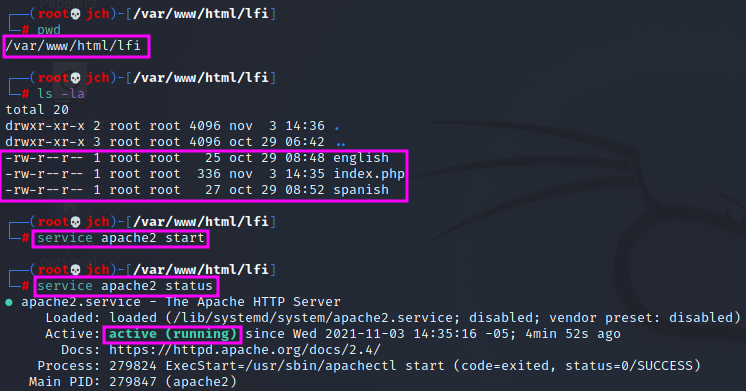 ┌──(root💀jch)-[/var/www/html/lfi]
└─# pwd
/var/www/html/lfi
┌──(root💀jch)-[/var/www/html/lfi]
└─# ls -la
total 20
drwxr-xr-x 2 root root 4096 nov  3 14:36 .
drwxr-xr-x 3 root root 4096 oct 29 06:42 ..
-rw-r--r-- 1 root root   25 oct 29 08:48 english
-rw-r--r-- 1 root root  336 nov  3 14:35 index.php
-rw-r--r-- 1 root root   27 oct 29 08:52 spanish
┌──(root💀jch)-[/var/www/html/lfi]
└─# service apache2 start
┌──(root💀jch)-[/var/www/html/lfi]
└─# service apache2 status
● apache2.service - The Apache HTTP Server
Loaded: loaded (/lib/systemd/system/apache2.service; disabled; vendor preset: disabled)
Active: active (running) since Wed 2021-11-03 14:35:16 -05; 4min 52s ago
Docs: https://httpd.apache.org/docs/2.4/
Process: 279824 ExecStart=/usr/sbin/apachectl start (code=exited, status=0/SUCCESS)
Main PID: 279847 (apache2)